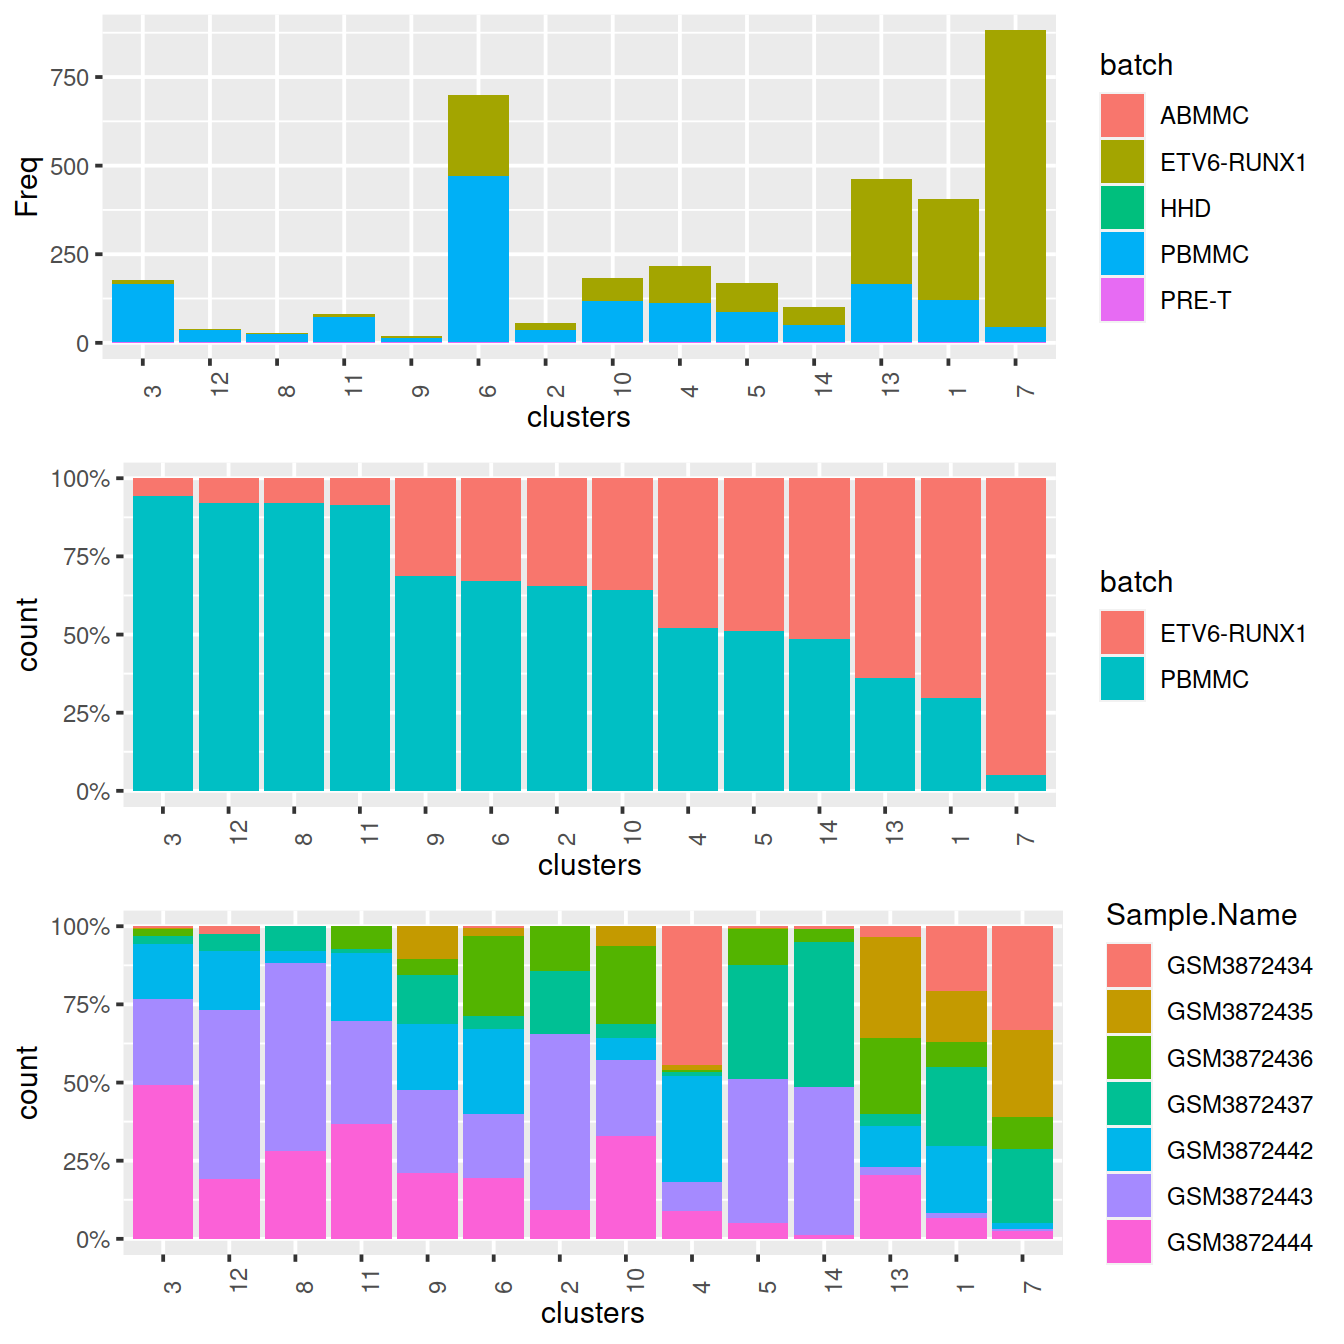 Freq
750
500
250
0
3 12 8 11 9 6 2 10 4 5 14 13 1 7
clusters
batch
ABMMC
ETV6-RUNX1
HHD
PBMMC
PRE-T
count
100%
75%
50%
25%
0%
3 12 8 11 9 6 2 10 4 5 14 13 1 7
clusters
batch
ETV6-RUNX1
PBMMC
count
100%
75%
50%
25%
0%
3 12 8 11 9 6 2 10 4 5 14 13 1 7
clusters
Sample.Name
GSM3872434
GSM3872435
GSM3872436
GSM3872437
GSM3872442
GSM3872443
GSM3872444